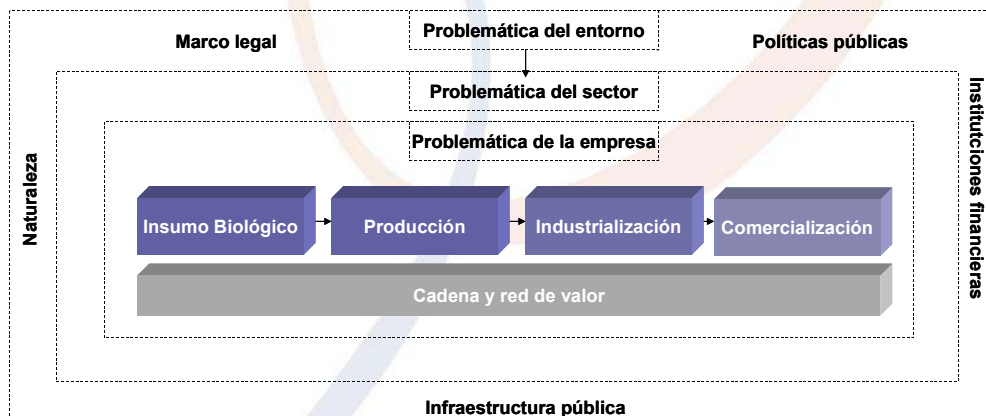 Problemática del entorno
Marco legal
Políticas públicas
Problemática del sector
Problemática de la empresa
Naturaleza
Institutciones financieras
Insumo Biológico
Producción
Industrialización
Comercialización
Cadena y red de valor
Infraestructura pública